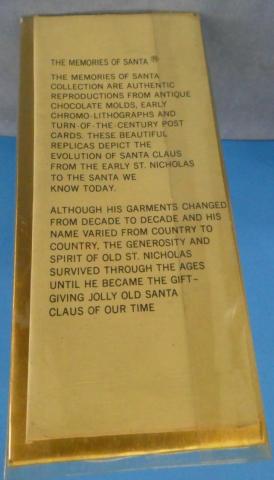 THE MEMORIES OF SANTA ®
THE MEMORIES OF SANTA
COLLECTION ARE AUTHENTIC
REPRODUCTIONS FROM ANTIQUE
CHOCOLATE MOLDS, EARLY
CHROMO-LITHOGRAPHS AND
TURN-OF-THE-CENTURY POST
CARDS. THESE BEAUTIFUL
REPLICAS DEPICT THE
EVOLUTION OF SANTA CLAUS
FROM THE EARLY ST. NICHOLAS
TO THE SANTA WE
KNOW TODAY.
ALTHOUGH HIS GARMENTS CHANGED
FROM DECADE TO DECADE AND HIS
NAME VARIED FROM COUNTRY TO
COUNTRY, THE GENEROSITY AND
SPIRIT OF OLD ST. NICHOLAS
SURVIVED THROUGH THE AGES
UNTIL HE BECAME THE GIFT-
GIVING JOLLY OLD SANTA
CLAUS OF OUR TIME